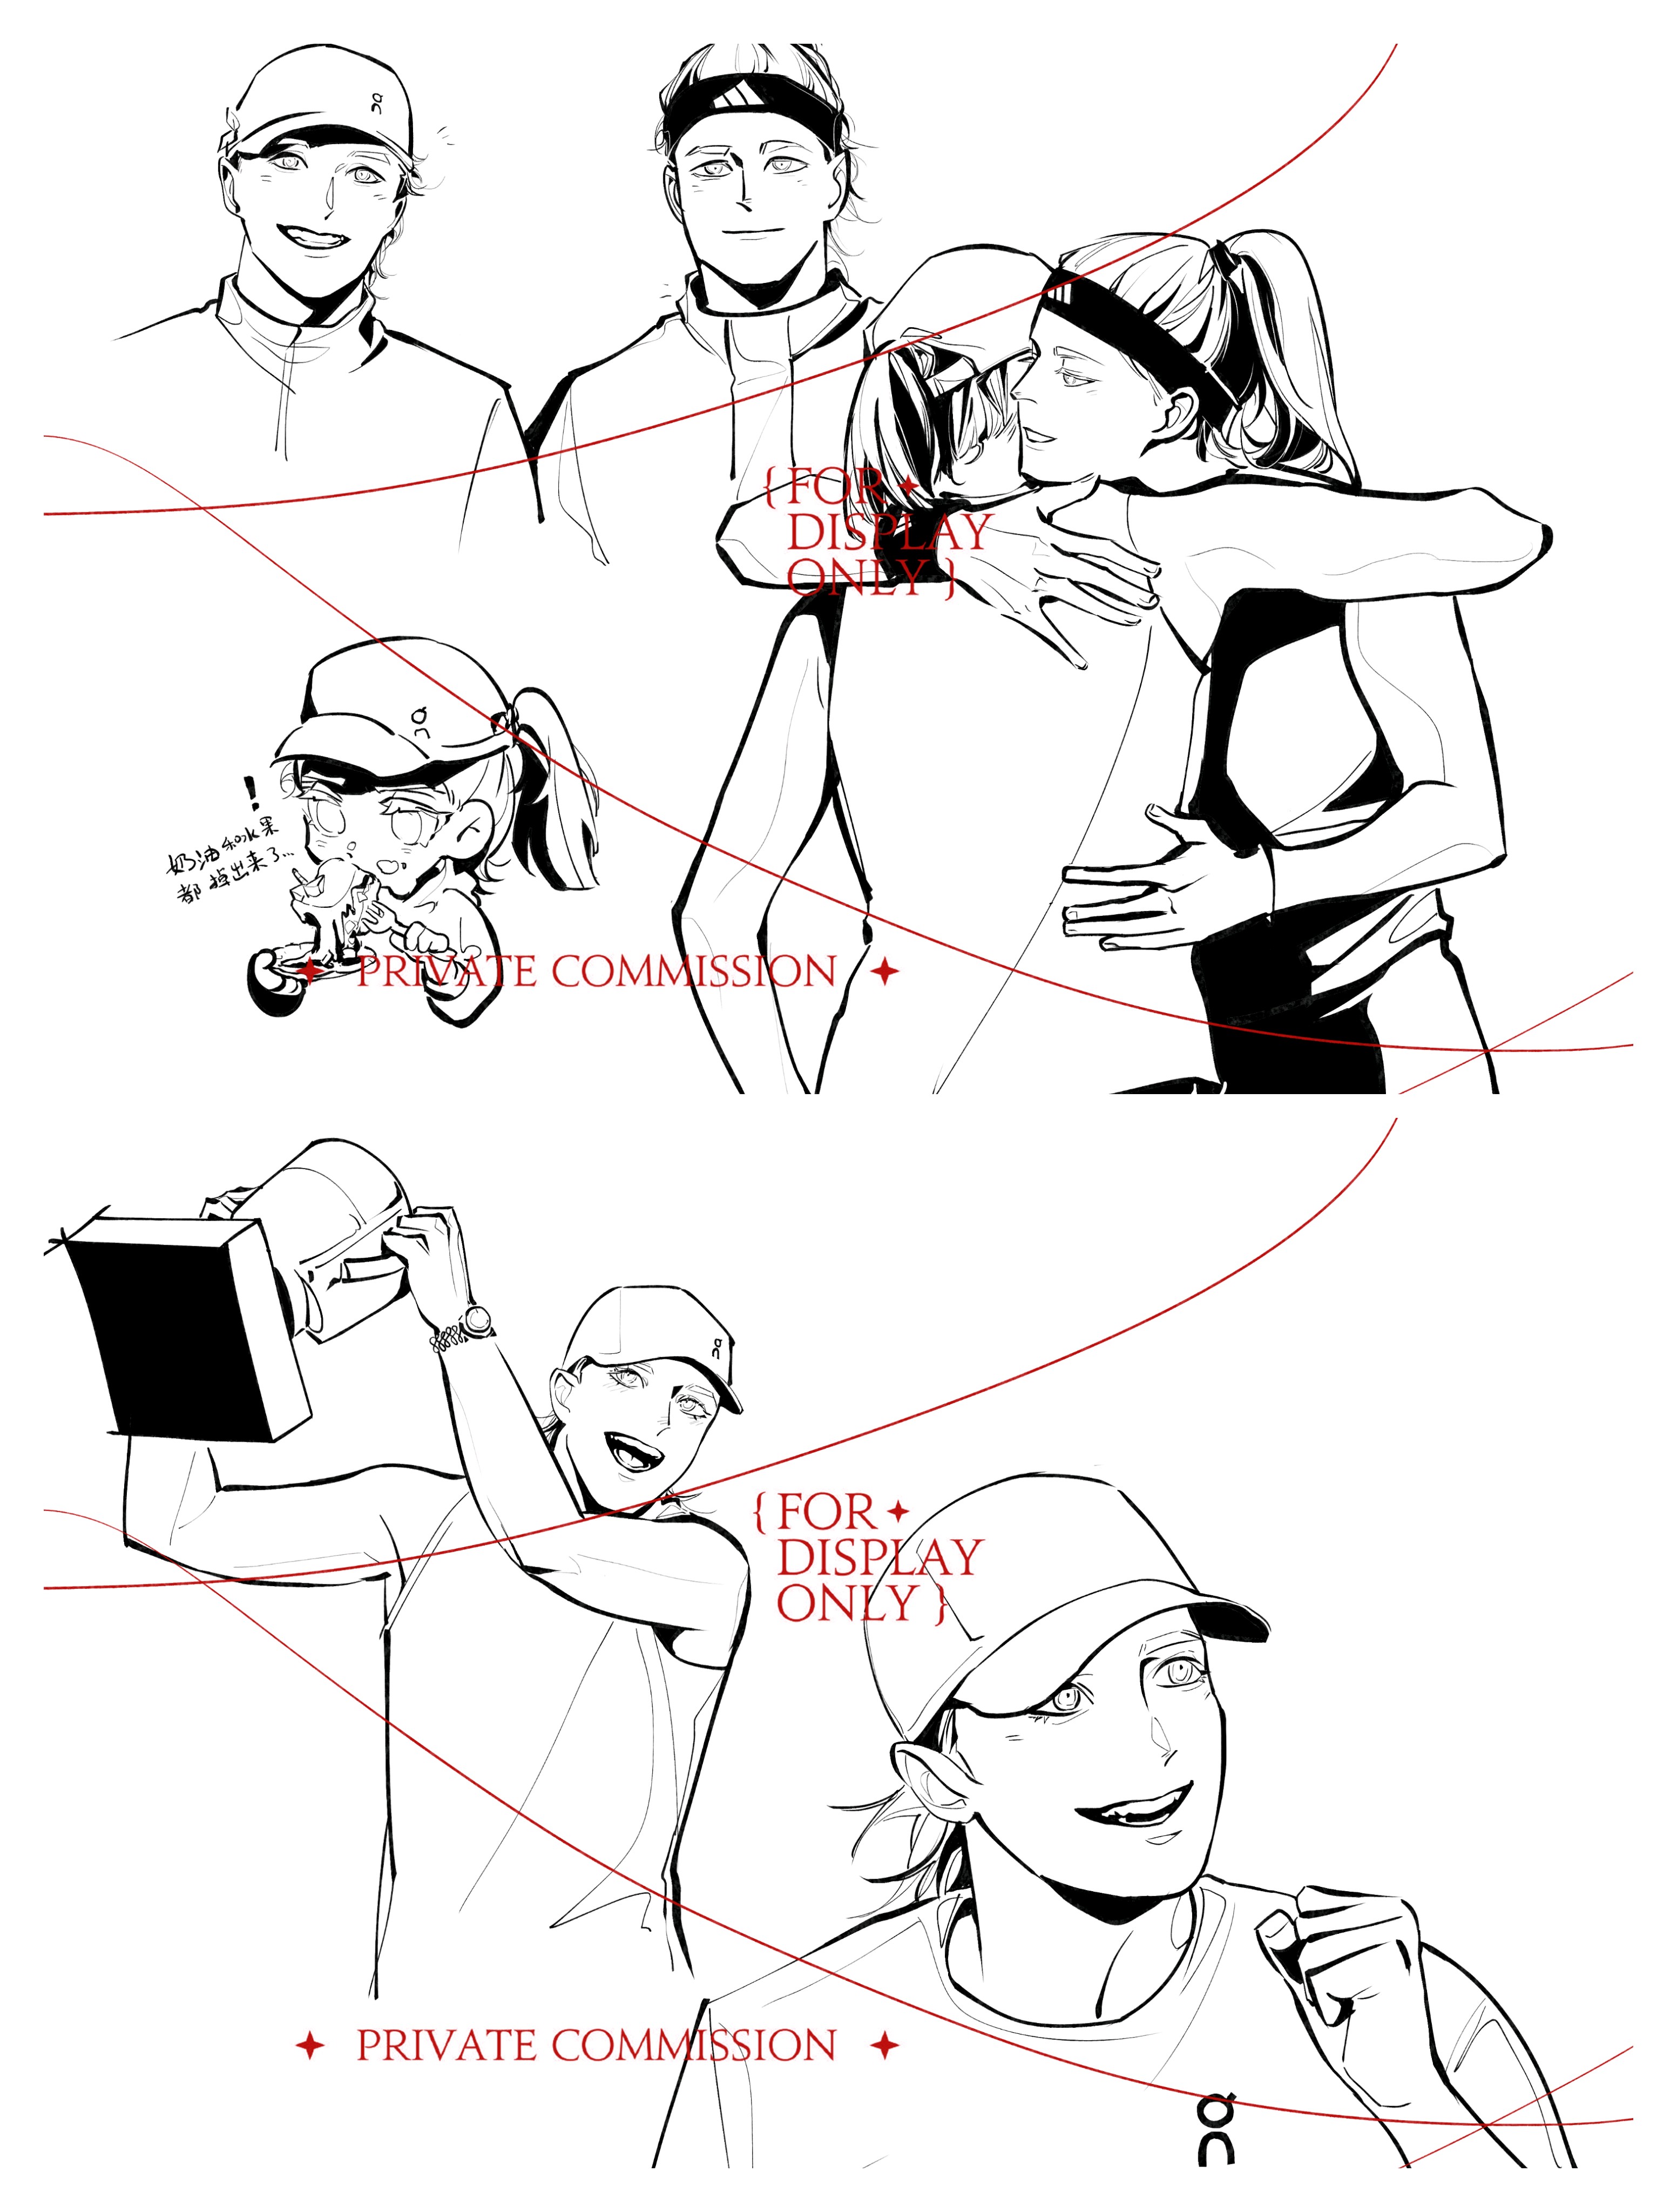 { FOR
DISPLAY
ONLY }
!
奶油和水果
都掉出来了...
PRIVATE COMMISSION
{ FOR
DISPLAY
ONLY }
PRIVATE COMMISSION